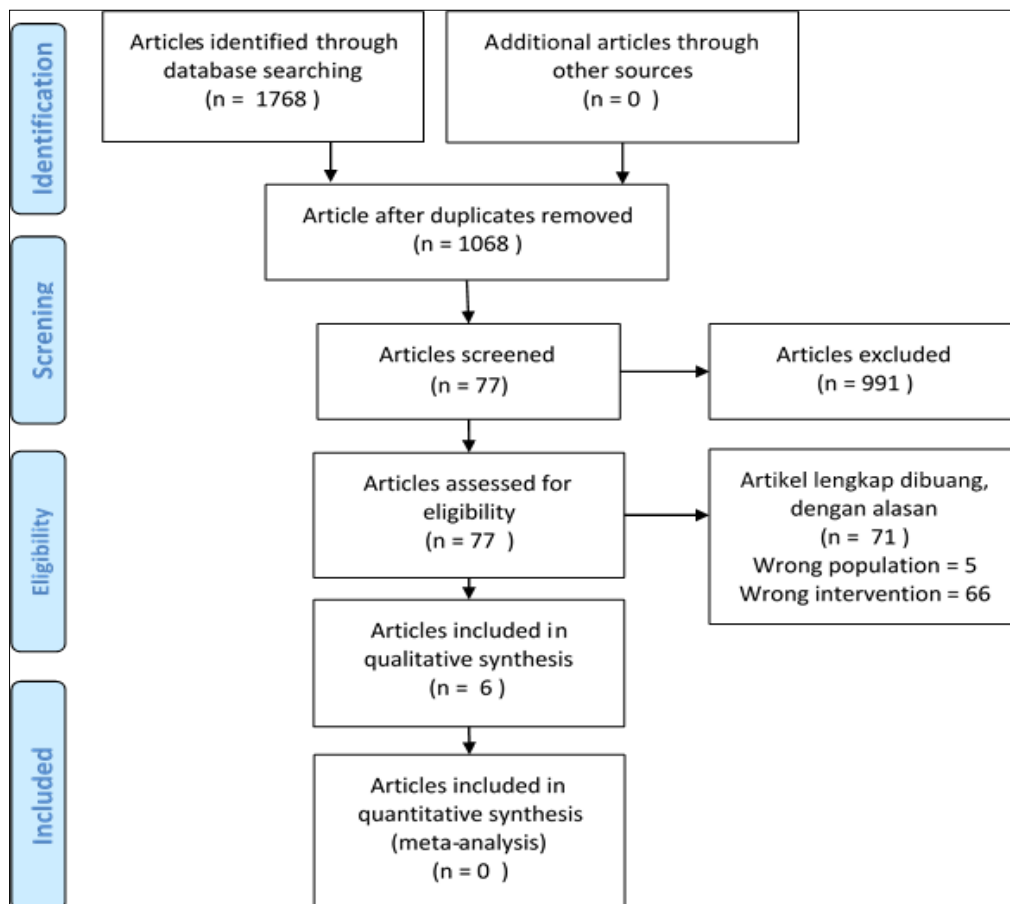 Identification
Articles identified through
database searching
(n = 1768 )
Additional articles through
other sources
(n = 0 )
Article after duplicates removed
(n = 1068 )
Screning
Articles screened
(n = 77)
Articles excluded
(n = 991 )
Eligibility
Articles assessed for
eligibility
(n = 77 )
Artikel lengkap dibuang,
dengan alasan
(n = 71 )
Wrong population = 5
Wrong intervention = 66
Articles included in
qualitative synthesis
(n = 6 )
Included
Articles included in
quantitative synthesis
(meta-analysis)
(n = 0 )